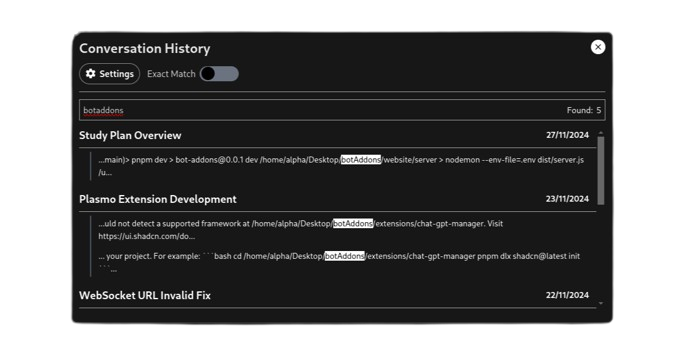 Conversation History
Settings
Exact Match
botaddons
Found: 5
Study Plan Overview
27/11/2024
...main)> pnpm dev > bot-addons@0.0.1 dev /home/alpha/Desktop/botAddons/website/server > nodemon --env-file=.env dist/server.js
/u...
Plasmo Extension Development
23/11/2024
...uld not detect a supported framework at /home/alpha/Desktop/botAddons/extensions/chat-gpt-manager. Visit
https://ui.shadcn.com/do...
... your project. For example: ```bash cd /home/alpha/Desktop/botAddons/extensions/chat-gpt-manager pnpm dlx shadcn@latest init
```...
WebSocket URL Invalid Fix
22/11/2024